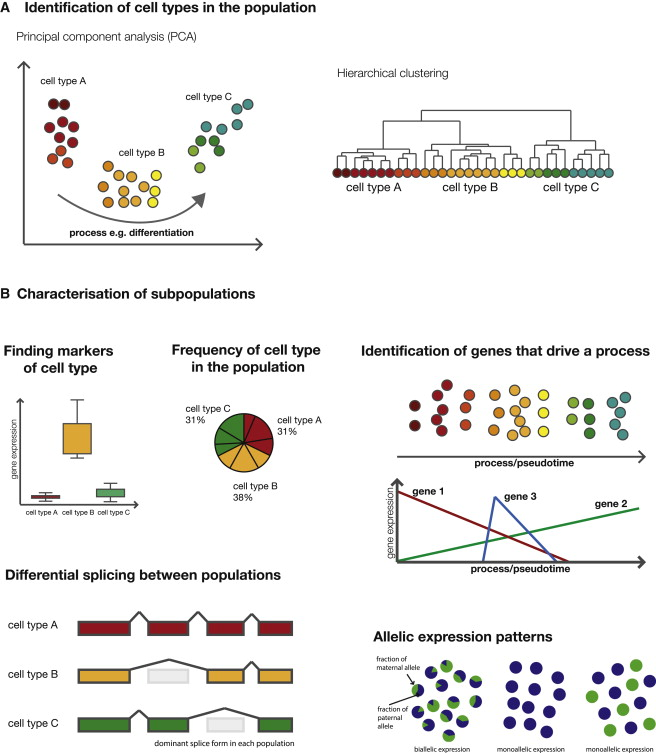 A Identification of cell types in the population
Principal component analysis (PCA)
cell type A
cell type B
cell type C
process e.g. differentiation
Hierarchical clustering
cell type A
cell type B
cell type C
B Characterisation of subpopulations
Finding markers
of cell type
gene expression
cell type A
cell type B
cell type C
Frequency of cell type
in the population
cell type C
31%
cell type A
31%
cell type B
38%
Identification of genes that drive a process
process/pseudotime
gene expression
gene 1
gene 3
gene 2
process/pseudotime
Differential splicing between populations
cell type A
cell type B
cell type C
dominant splice form in each population
Allelic expression patterns
fraction of
maternal allele
fraction of
paternal
allele
biallelic expression
monoallelic expression
monoallelic expression